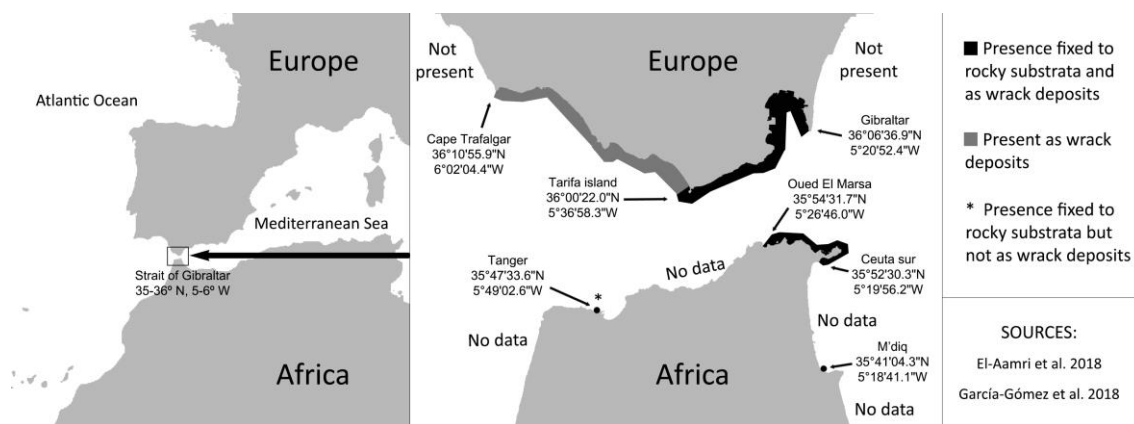 Europe
Atlantic Ocean
Mediterranean Sea
Strait of Gibraltar
35-36º N, 5-6º W
Africa
Not
present
Europe
Not
present
Cape Trafalgar
36°10'55.9"N
6°02'04.4"W
Gibraltar
36°06'36.9"N
5°20'52.4"W
Tarifa island
36°00'22.0"N
5°36'58.3"W
Oued El Marsa
35°54'31.7"N
5°26'46.0"W
Tanger
35°47'33.6"N
5°49'02.6"W
*
No data
Ceuta sur
35°52'30.3"N
5°19'56.2"W
No data
No data
M'diq
35°41'04.3"N
5°18'41.1"W
Africa
No data
Presence fixed to
rocky substrata and
as wrack deposits
Present as wrack
deposits
* Presence fixed to
rocky substrata but
not as wrack deposits
SOURCES:
El-Aamri et al. 2018
García-Gómez et al. 2018